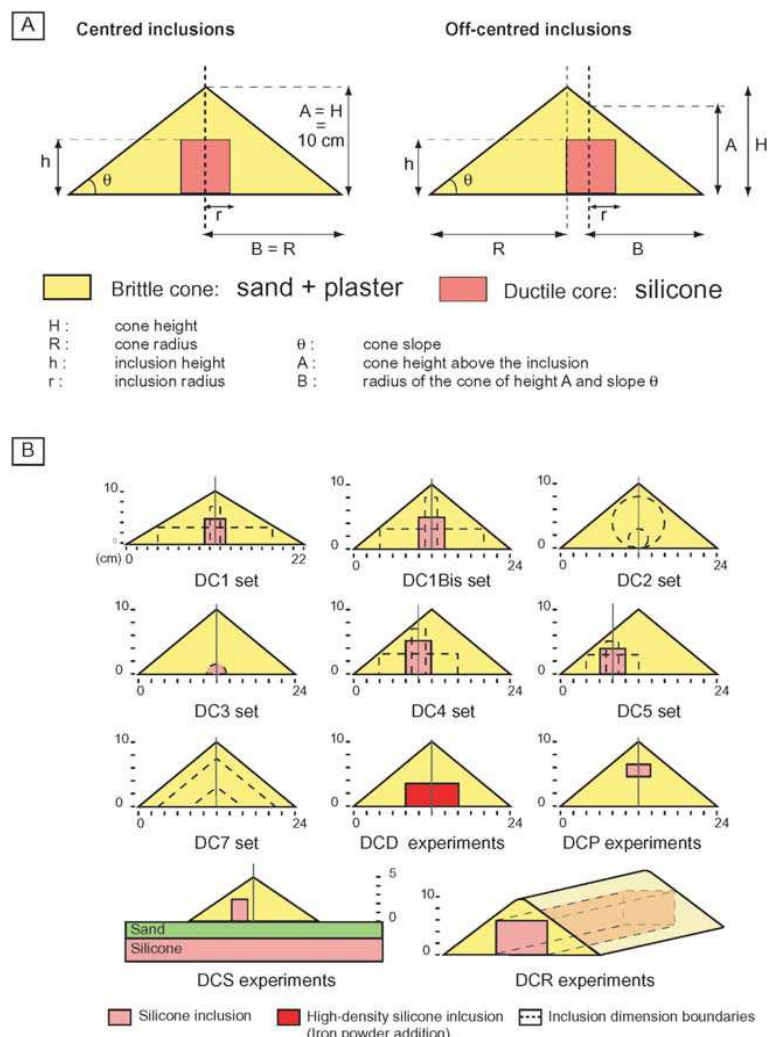 A
Centred inclusions
Off-centred inclusions
A = H
=
10 cm
h
θ
r
B = R
h
θ
r
A
H
R
B
Brittle cone: sand + plaster
Ductile core: silicone
H : cone height
R : cone radius
θ : cone slope
h : inclusion height
A : cone height above the inclusion
r : inclusion radius
B : radius of the cone of height A and slope θ
B
10
0
(cm) 0
22
DC1 set
10
0
0
24
DC1Bis set
10
0
0
24
DC2 set
10
0
0
24
DC3 set
10
0
0
24
DC4 set
10
0
0
24
DC5 set
10
0
0
24
DC7 set
10
0
0
24
DCD experiments
10
0
0
24
DCP experiments
5
0
Sand
Silicone
DCS experiments
10
0
DCR experiments
Silicone inclusion
High-density silicone inlcusion
(Iron powder addition)
Inclusion dimension boundaries